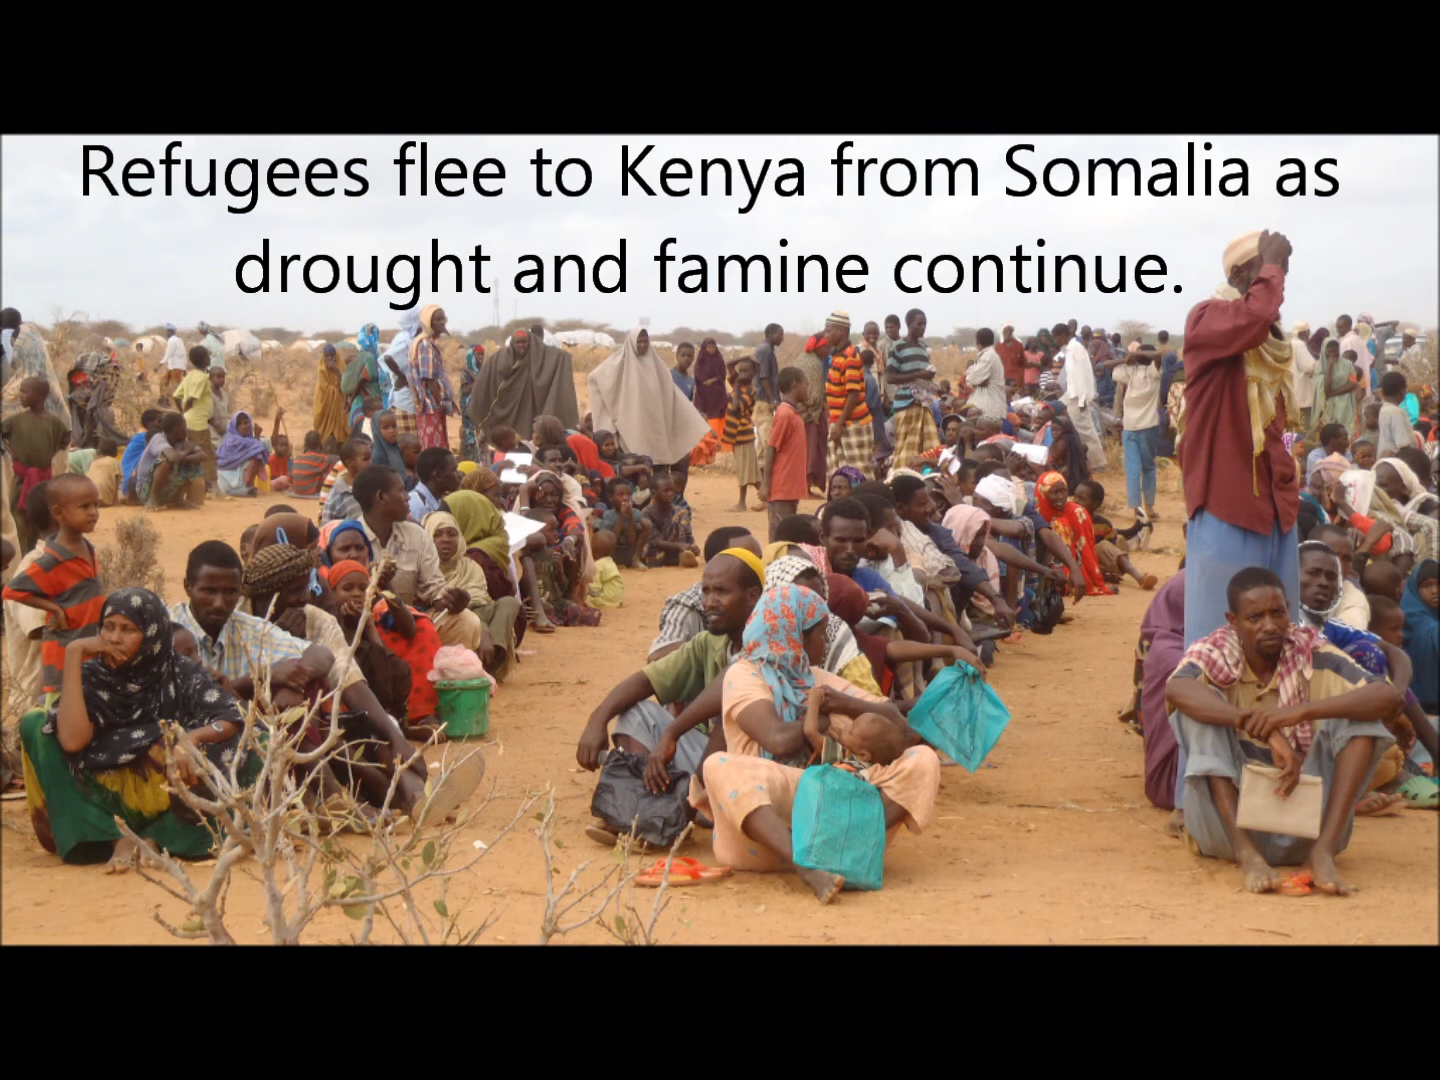 Refugees flee to Kenya from Somalia as
drought and famine continue.